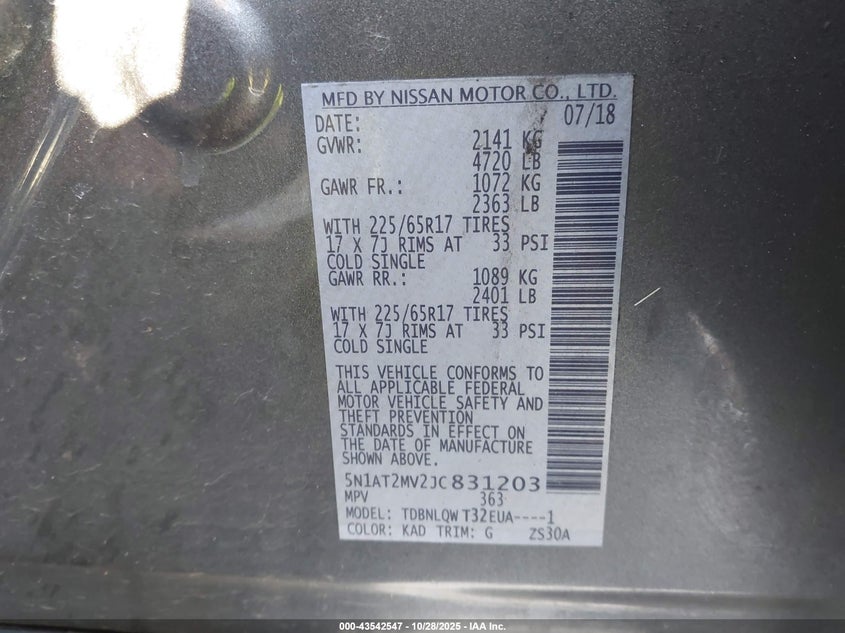 MFD BY NISSAN MOTOR CO., LTD.
DATE: 07/18
GVWR: 2141 KG
4720 LB
GAWR FR.: 1072 KG
2363 LB
WITH 225/65R17 TIRES
17 X 7J RIMS AT 33 PSI
COLD SINGLE
GAWR RR.: 1089 KG
2401 LB
WITH 225/65R17 TIRES
17 X 7J RIMS AT 33 PSI
COLD SINGLE
THIS VEHICLE CONFORMS TO
ALL APPLICABLE FEDERAL
MOTOR VEHICLE SAFETY AND
THEFT PREVENTION
STANDARDS IN EFFECT ON
THE DATE OF MANUFACTURE
SHOWN ABOVE.
5N1AT2MV2JC831203
MPV 363
MODEL: TDBNLQW T32EUA----1
COLOR: KAD TRIM: G ZS30A
000-43542547 • 10/28/2025 • IAA Inc.